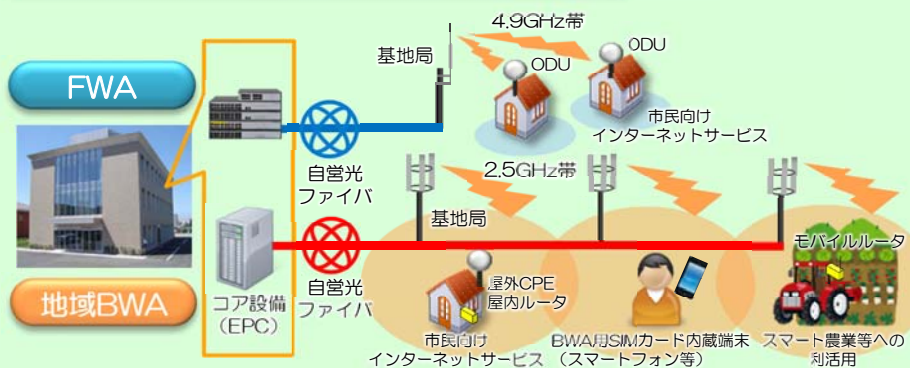 4.9GHz帯
基地局
ODU
ODU
FWA
市民向け
インターネットサービス
自営光
ファイバ
2.5GHz帯
基地局
モバイルルータ
地域BWA
コア設備
（EPC）
自営光
ファイバ
屋外CPE
屋内ルータ
市民向け
インターネットサービス
BWA用SIMカード内蔵端末
（スマートフォン等）
スマート農業等への
利活用